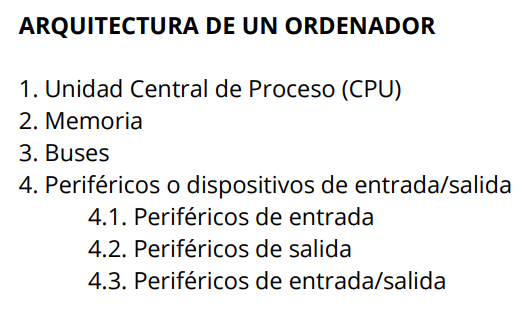 ARQUITECTURA DE UN ORDENADOR
1. Unidad Central de Proceso (CPU)
2. Memoria
3. Buses
4. Periféricos o dispositivos de entrada/salida
4.1. Periféricos de entrada
4.2. Periféricos de salida
4.3. Periféricos de entrada/salida